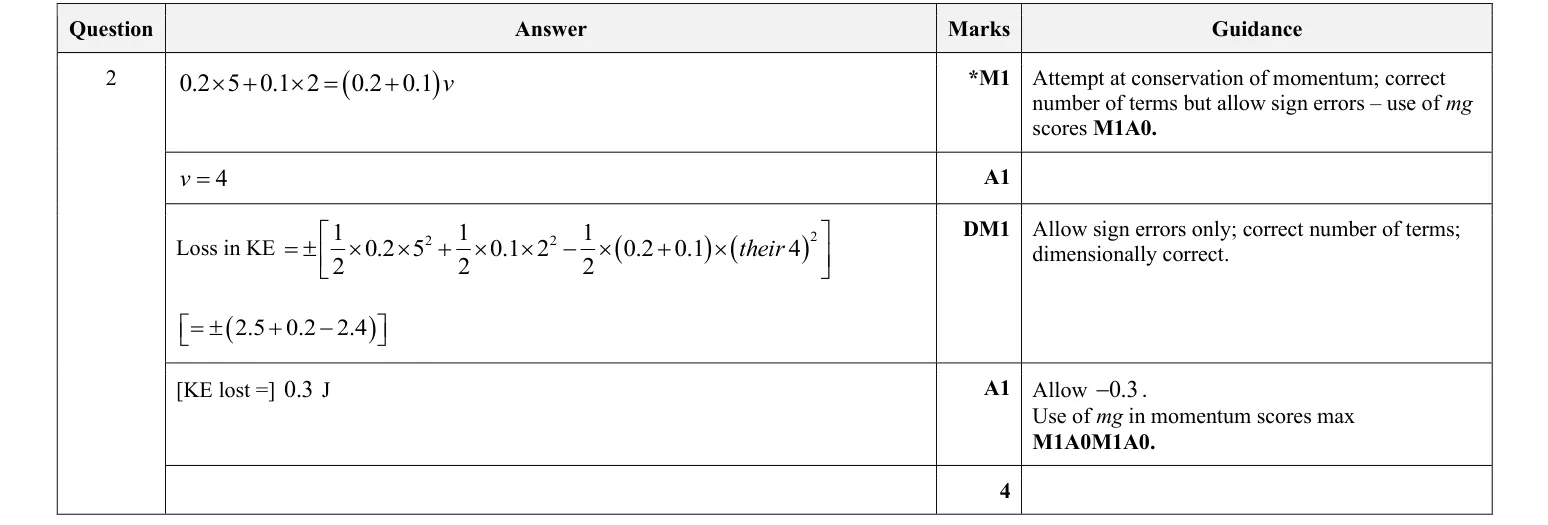 Question Answer Marks Guidance
2 0.2×5+0.1×2=(0.2+0.1)v *M1 Attempt at conservation of momentum; correct
number of terms but allow sign errors – use of mg
scores M1A0.
v=4 A1
Loss in KE =±[1/2×0.2×5²+1/2×0.1×2²−1/2×(0.2+0.1)×(their 4)²] DM1 Allow sign errors only; correct number of terms;
dimensionally correct.
[=±(2.5+0.2−2.4)]
[KE lost =] 0.3 J A1 Allow −0.3.
Use of mg in momentum scores max
M1A0M1A0.
4